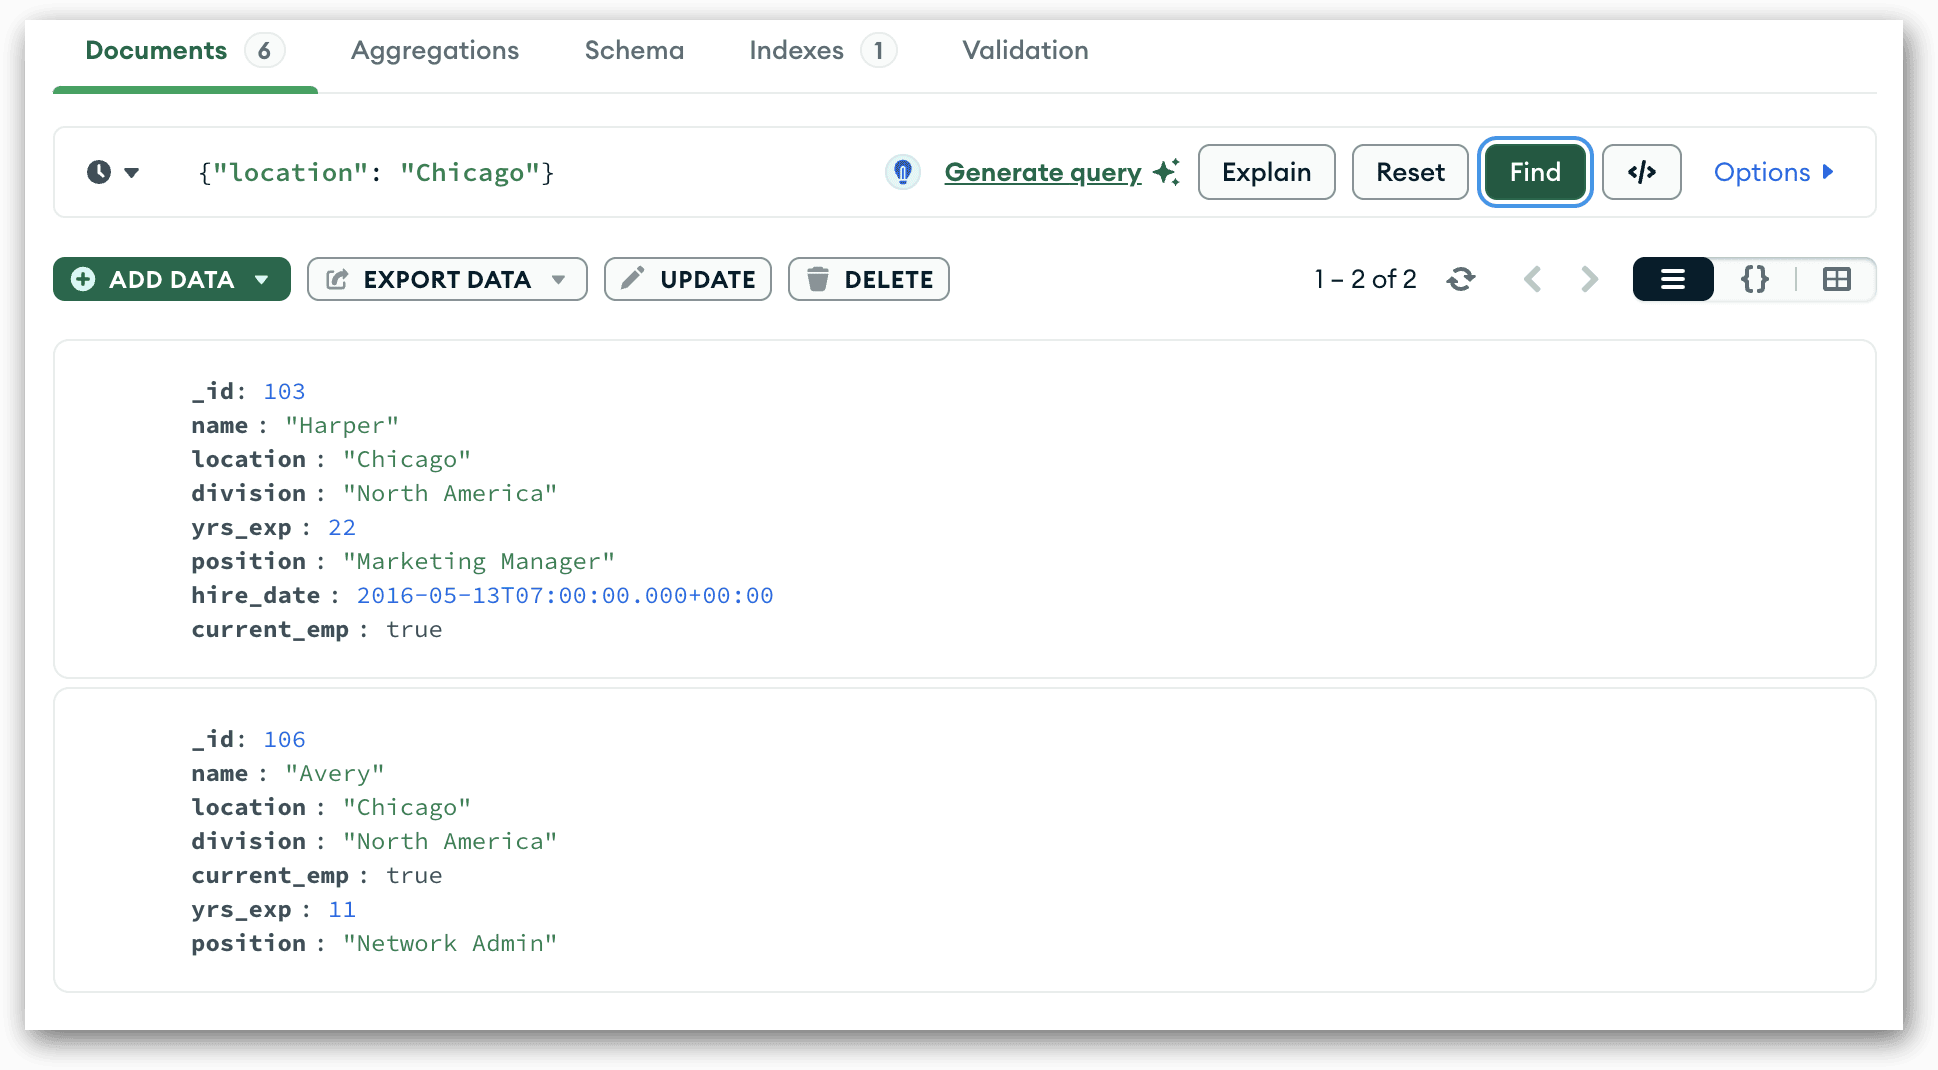 Documents 6 Aggregations Schema Indexes 1 Validation
{"location": "Chicago"} Generate query Explain Reset Find </> Options
ADD DATA EXPORT DATA UPDATE DELETE 1 – 2 of 2 {}
_id: 103
name : "Harper"
location : "Chicago"
division : "North America"
yrs_exp : 22
position : "Marketing Manager"
hire_date : 2016-05-13T07:00:00.000+00:00
current_emp : true
_id: 106
name : "Avery"
location : "Chicago"
division : "North America"
current_emp : true
yrs_exp : 11
position : "Network Admin"